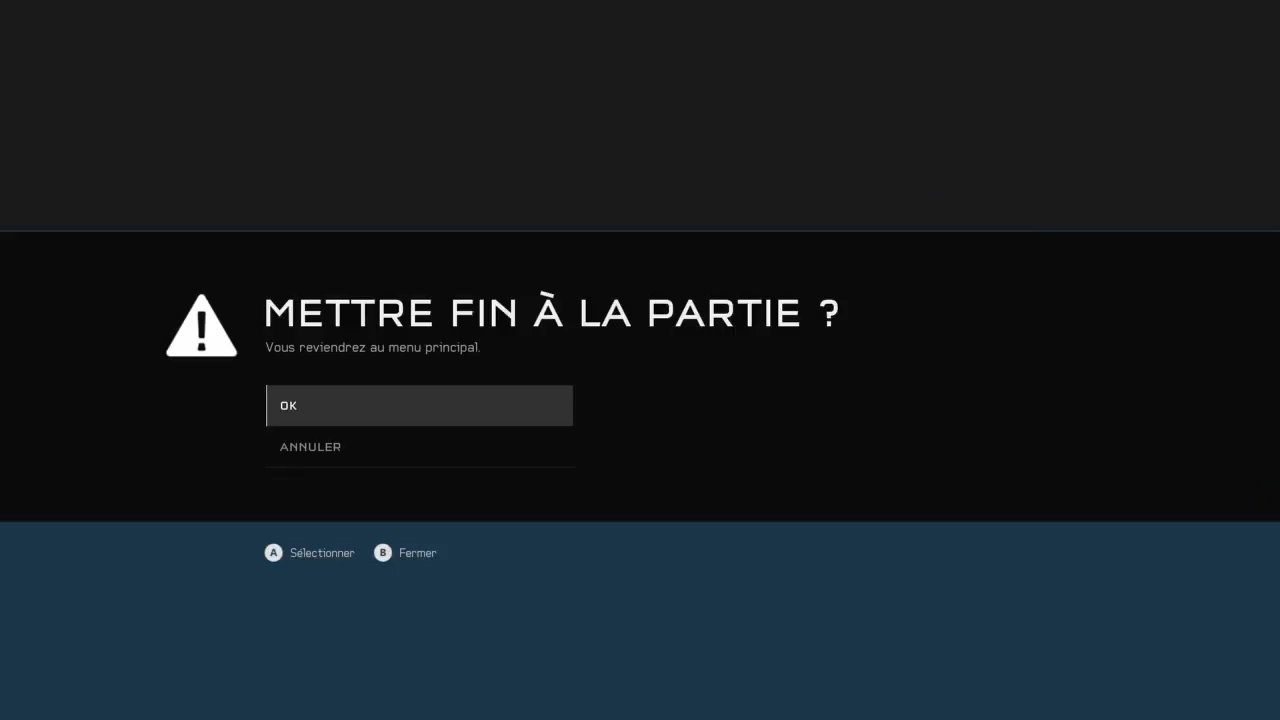 METTRE FIN À LA PARTIE ?
Vous reviendrez au menu principal.
OK
ANNULER
A Sélectionner B Fermer